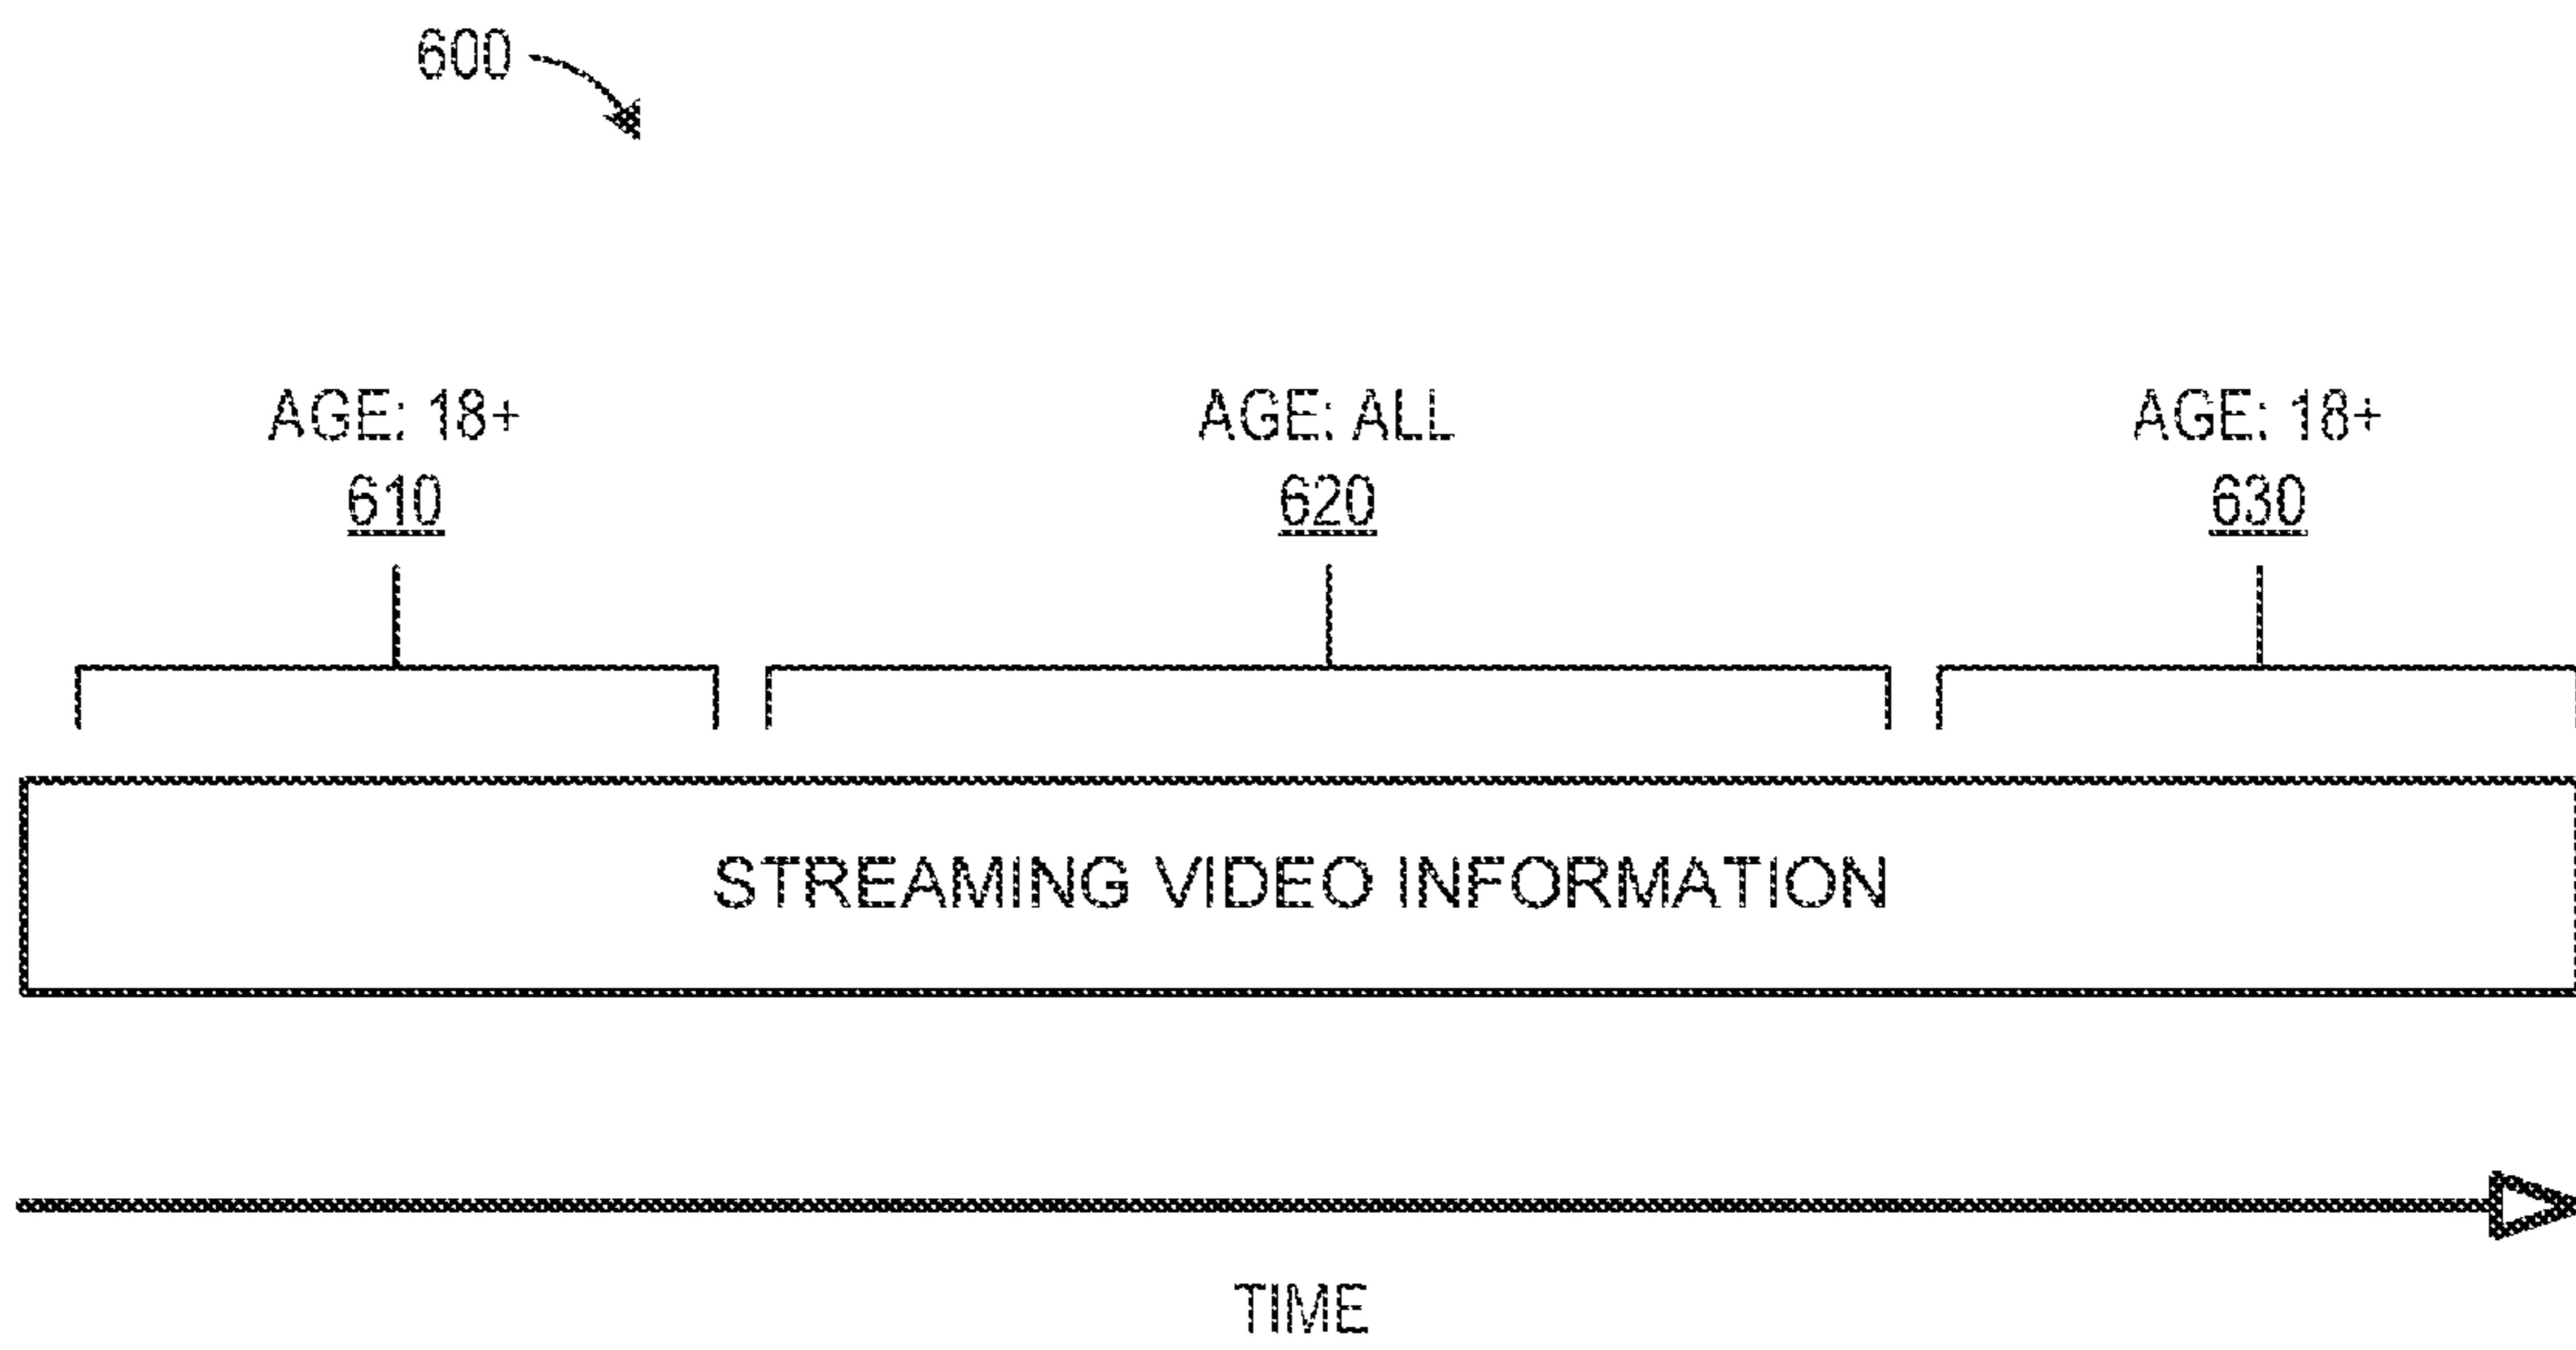 600
AGE: 18+
610
AGE: ALL
620
AGE: 18+
630
STREAMING VIDEO INFORMATION
TIME